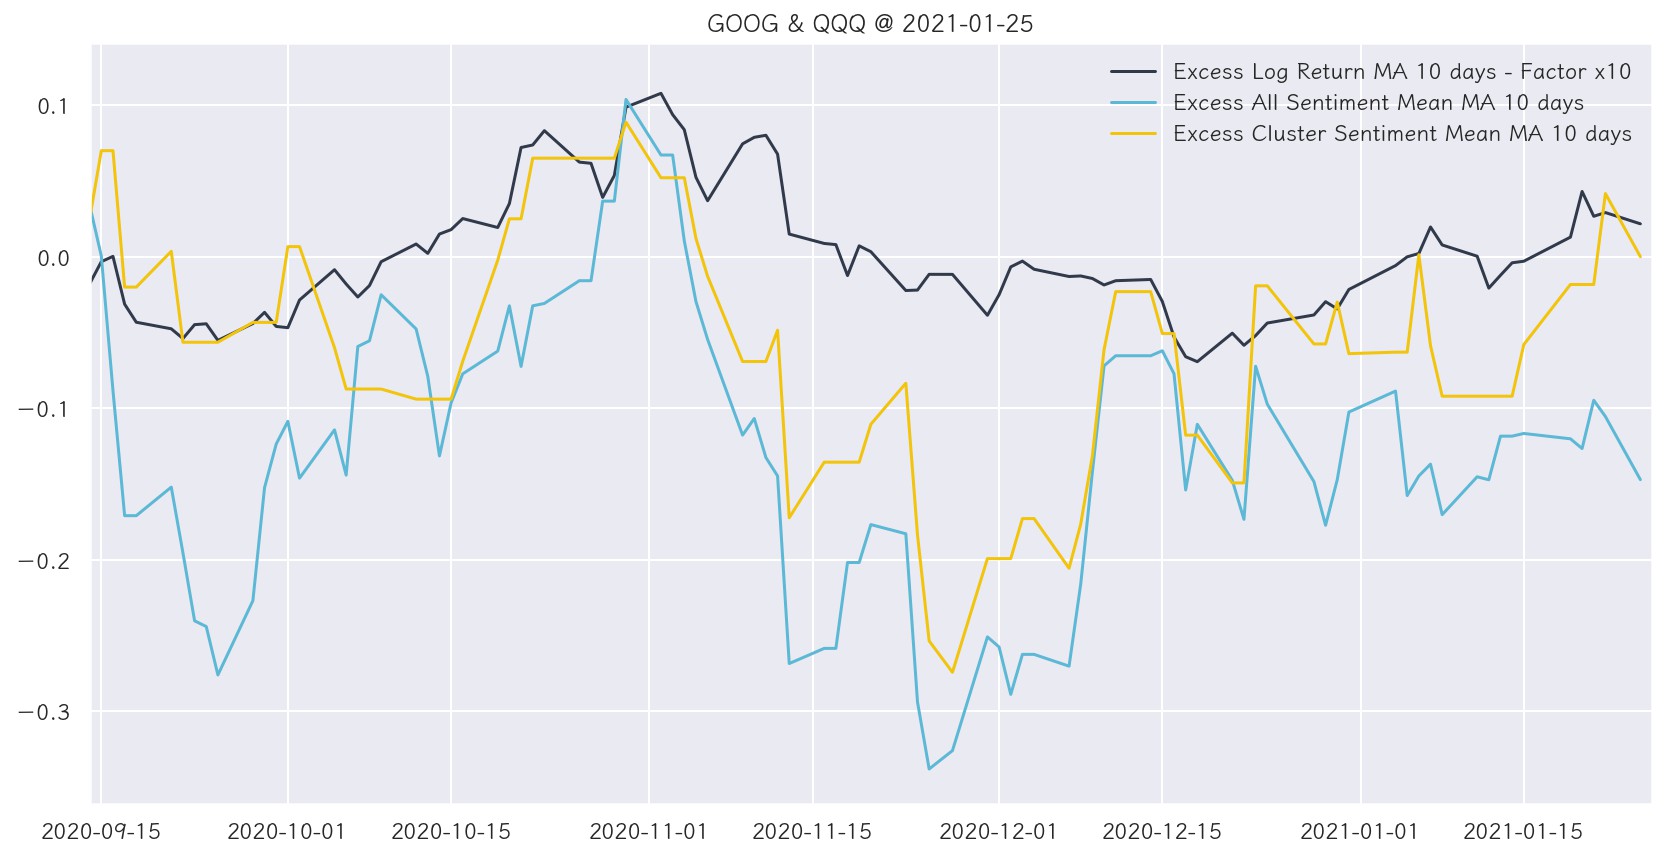 GOOG & QQQ @ 2021-01-25
Excess Log Return MA 10 days - Factor x10
Excess All Sentiment Mean MA 10 days
Excess Cluster Sentiment Mean MA 10 days
0.1
0.0
−0.1
−0.2
−0.3
2020-09-15 2020-10-01 2020-10-15 2020-11-01 2020-11-15 2020-12-01 2020-12-15 2021-01-01 2021-01-15